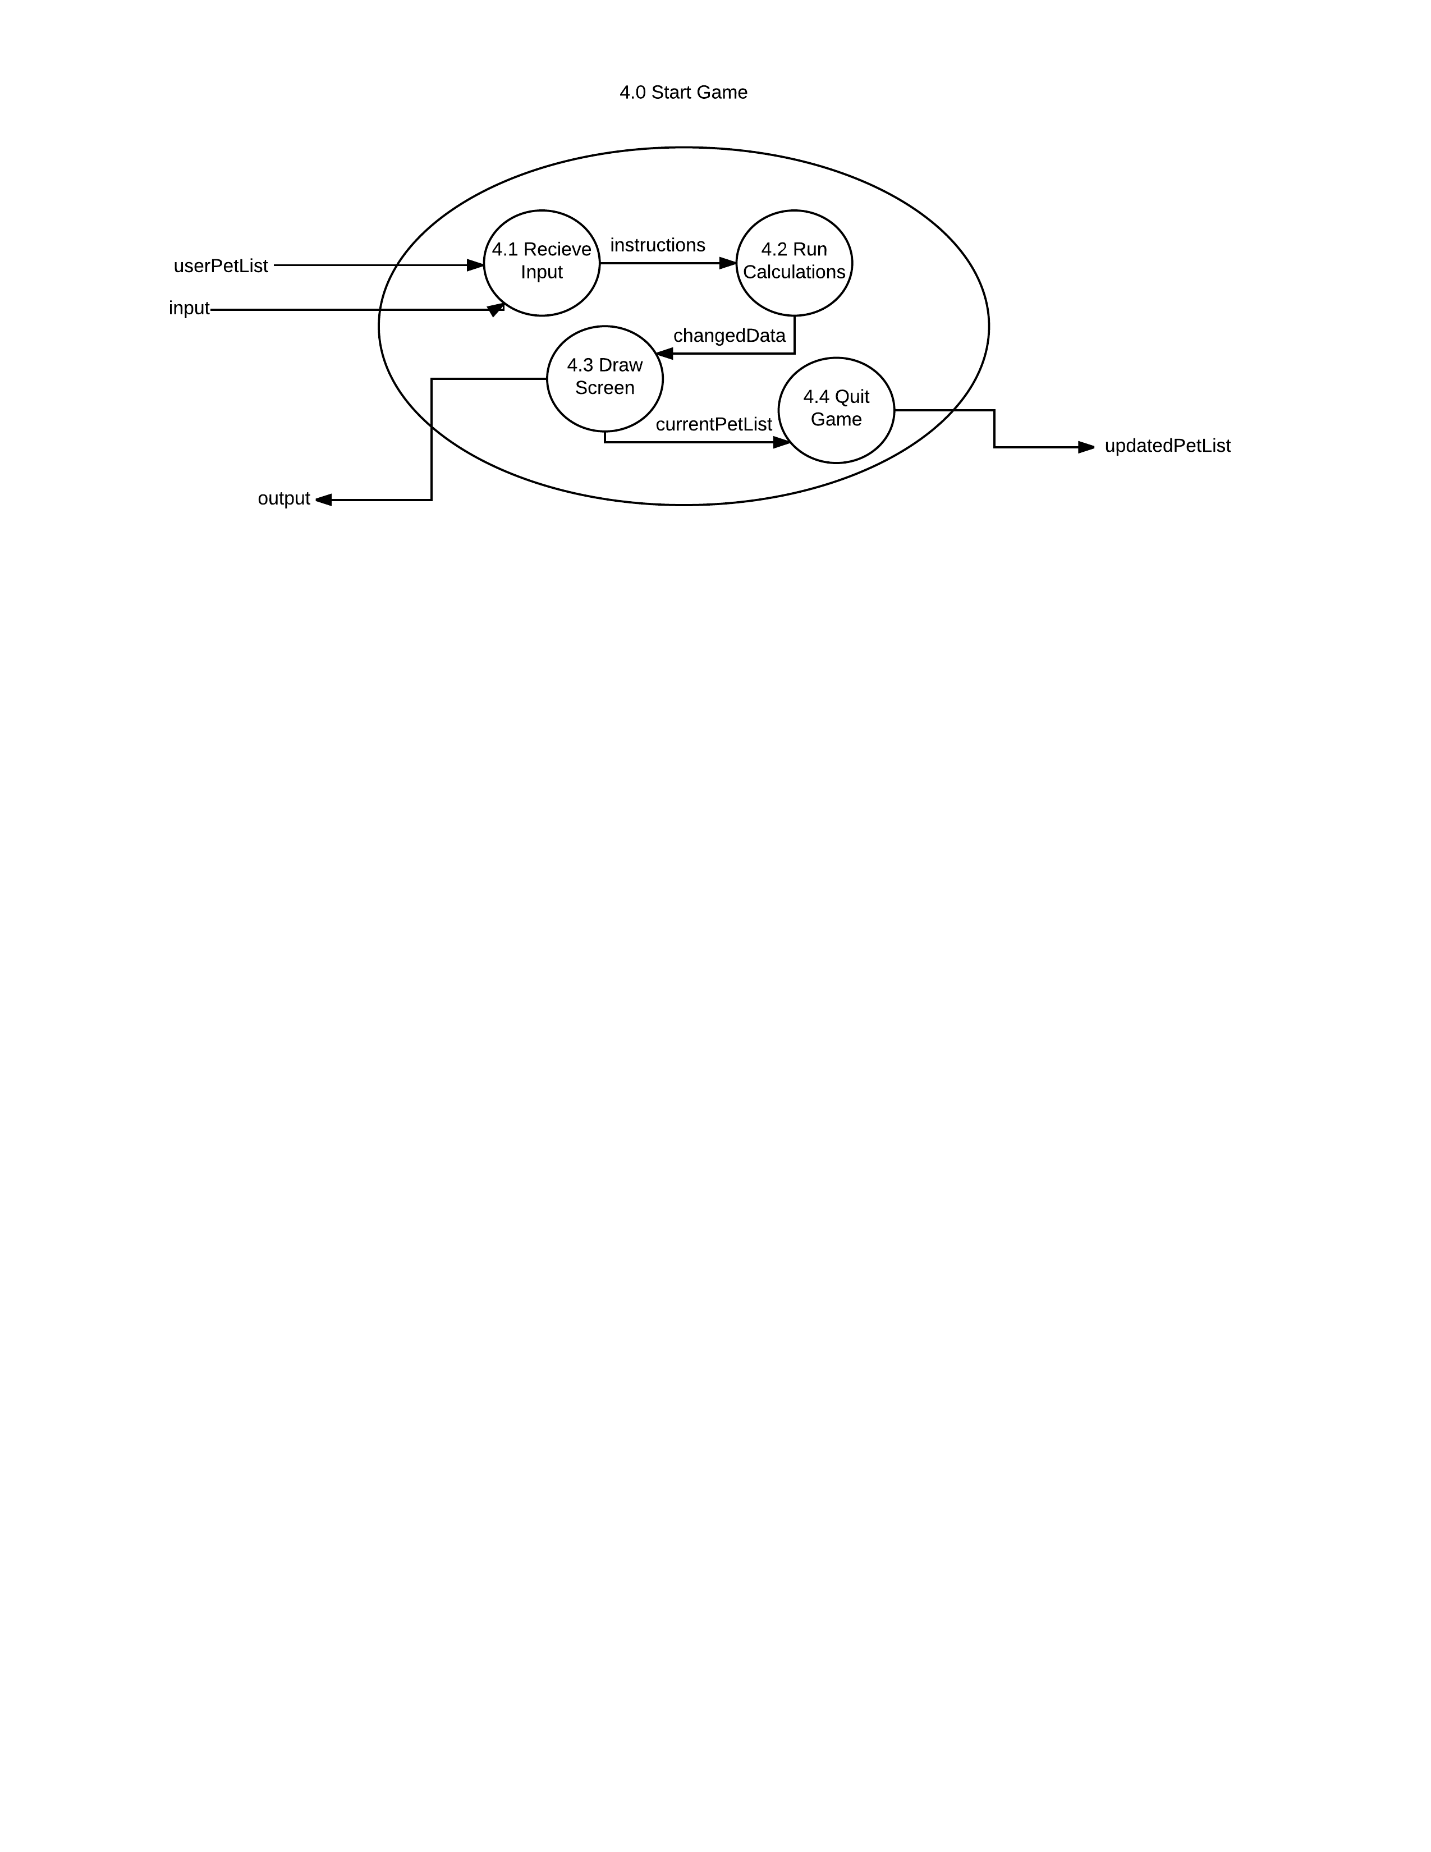 4.0 Start Game
4.1 Recieve
Input
instructions
4.2 Run
Calculations
userPetList
input
changedData
4.3 Draw
Screen
4.4 Quit
Game
currentPetList
updatedPetList
output